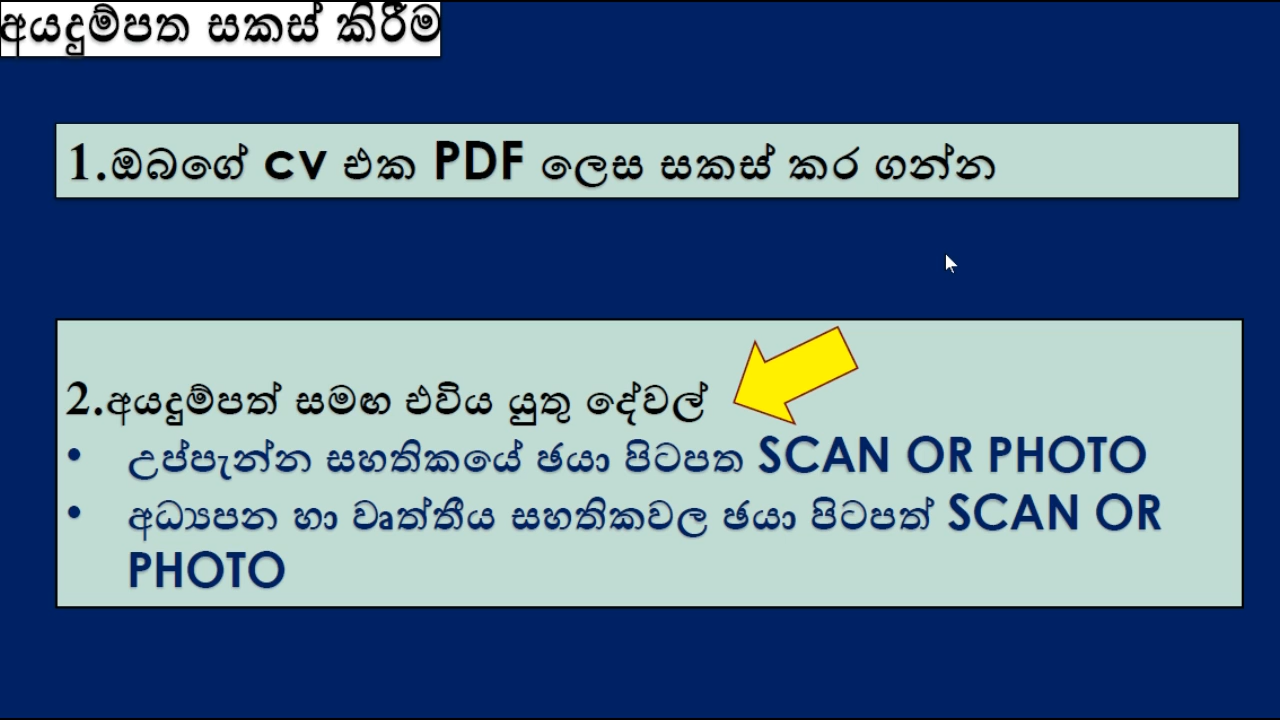 අයදුම්පත සකස් කිරීම
1.ඔබගේ cv එක PDF ලෙස සකස් කර ගන්න
2.අයදුම්පත් සමඟ එවිය යුතු දේවල්
• උප්පැන්න සහතිකයේ ඡයා පිටපත SCAN OR PHOTO
• අධ්‍යපන හා වෘත්තීය සහතිකවල ඡයා පිටපත් SCAN OR
PHOTO